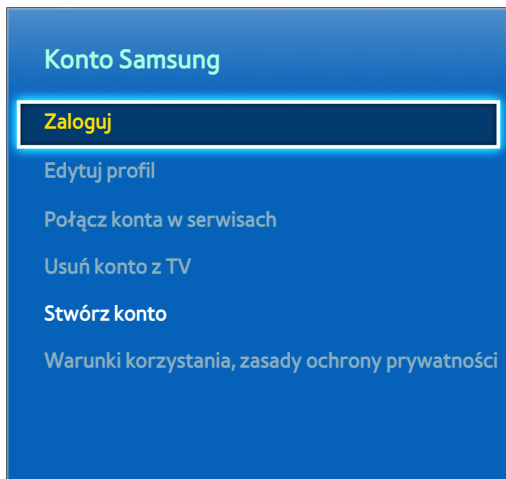 Konto Samsung
Zaloguj
Edytuj profil
Połącz konta w serwisach
Usuń konto z TV
Stwórz konto
Warunki korzystania, zasady ochrony prywatności